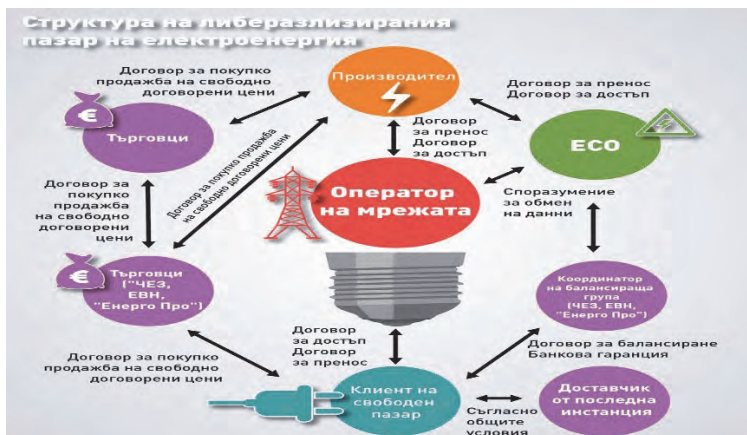 Структура на либеразлизирания
пазар на електроенергия
Договор за покупко
продажба на свободно
договорени цени
Производител
Договор за пренос
Договор за достъп
€
Търговци
Договор за покупко продажба
на свободно договорени цени
Договор
за пренос
Договор
за достъп
ECO
Договор за
покупко
продажба
на свободно
договорени
цени
Оператор
на мрежата
Споразумение
за обмен
на данни
€
Търговци
("ЧЕЗ,
ЕВН,
"Енерго Про")
Координатор
на балансираща
група
(ЧЕЗ, ЕВН,
"Енерго Про")
Договор за покупко
продажба на свободно
договорени цени
Договор
за достъп
Договор
за пренос
Договор за балансиране
Банкова гаранция
Клиент на
свободен
пазар
Съгласно
общите
условия
Доставчик
от последна
инстанция